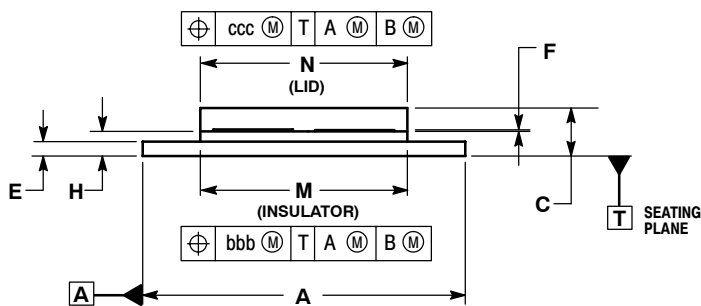 ⌖ ccc Ⓜ T A Ⓜ B Ⓜ
N
(LID)
F
E
H
M
(INSULATOR)
C
T
SEATING
PLANE
⌖ bbb Ⓜ T A Ⓜ B Ⓜ
A
A